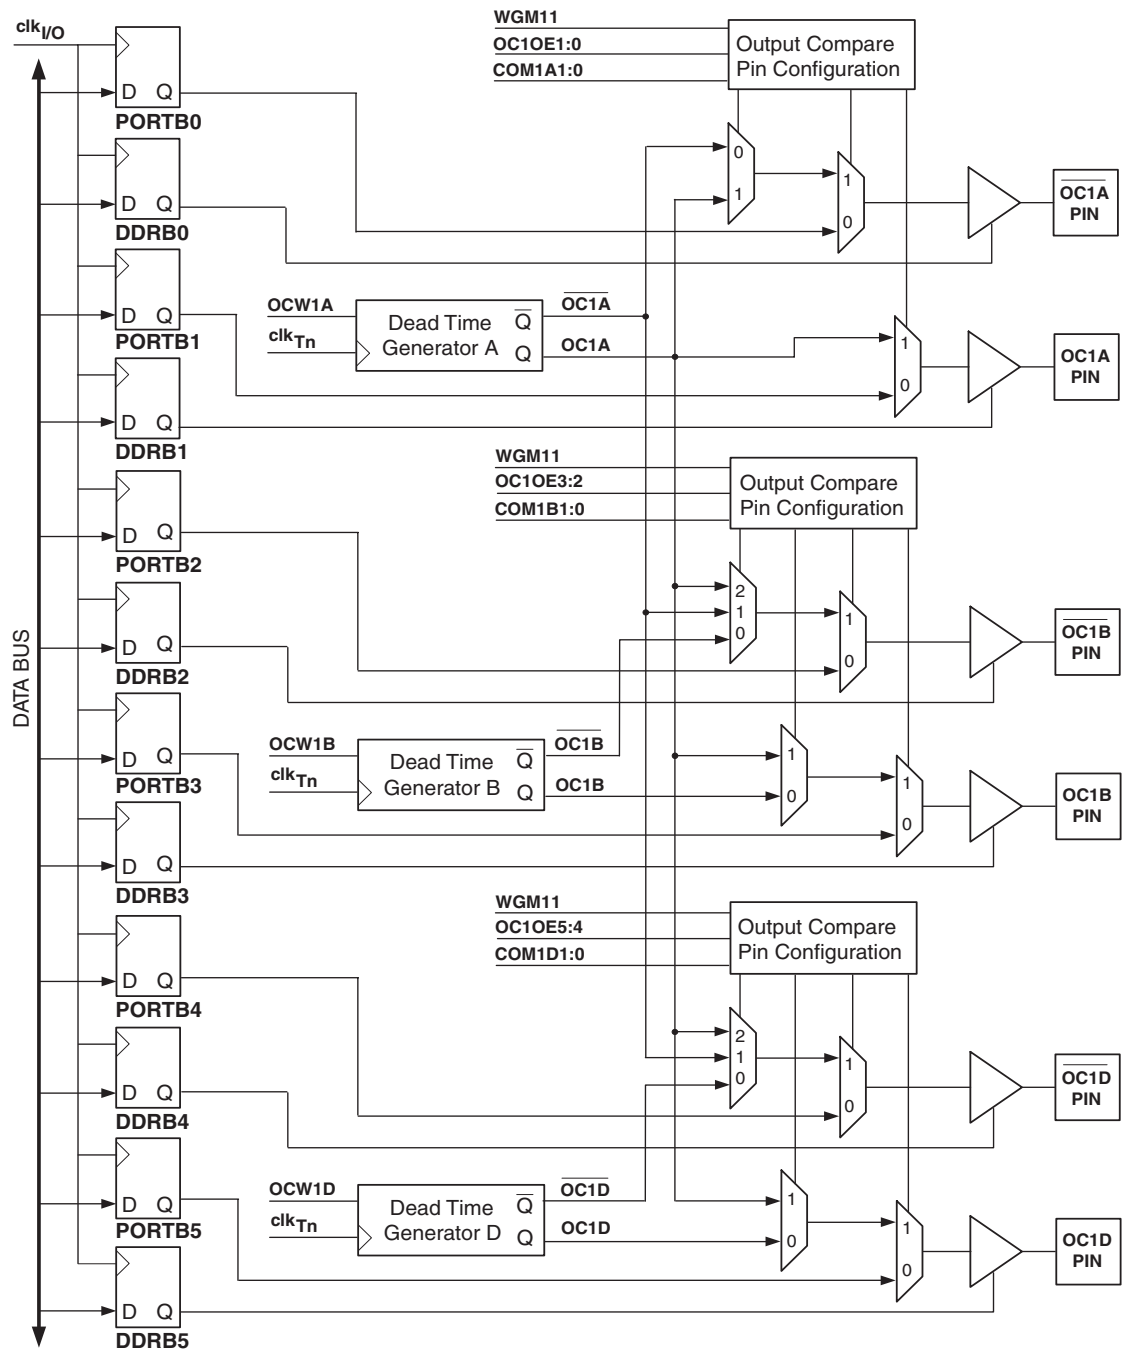 clkI/O
D Q
PORTB0
D Q
DDRB0
D Q
PORTB1
D Q
DDRB1
D Q
PORTB2
D Q
DDRB2
D Q
PORTB3
D Q
DDRB3
D Q
PORTB4
D Q
DDRB4
D Q
PORTB5
D Q
DDRB5
DATA BUS
WGM11
OC1OE1:0
COM1A1:0
Output Compare
Pin Configuration
0
1
1
0
OC1A
PIN
OCW1A
clkTn
Dead Time
Generator A
Q
Q
OC1A
OC1A
1
0
OC1A
PIN
WGM11
OC1OE3:2
COM1B1:0
Output Compare
Pin Configuration
2
1
0
1
0
OC1B
PIN
OCW1B
clkTn
Dead Time
Generator B
Q
Q
OC1B
OC1B
1
0
1
0
OC1B
PIN
WGM11
OC1OE5:4
COM1D1:0
Output Compare
Pin Configuration
2
1
0
1
0
OC1D
PIN
OCW1D
clkTn
Dead Time
Generator D
Q
Q
OC1D
OC1D
1
0
1
0
OC1D
PIN